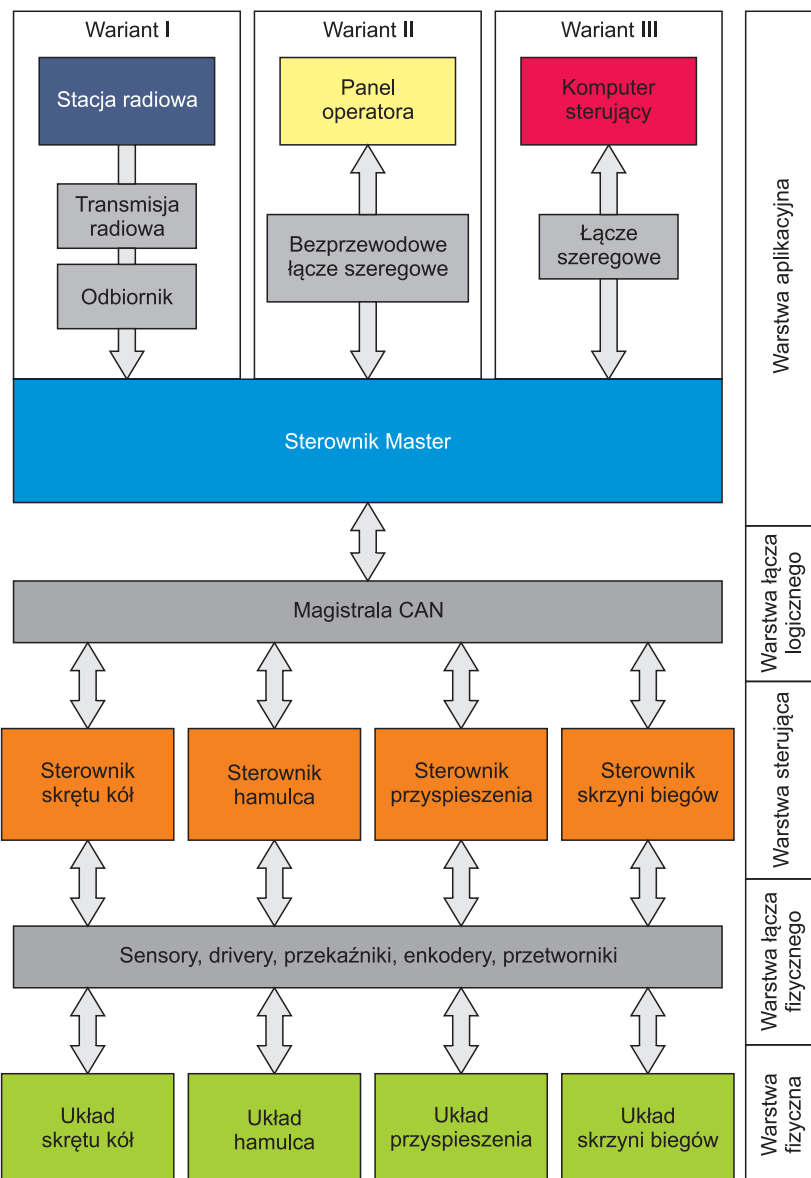 Wariant I
Wariant II
Wariant III
Stacja radiowa
Panel
operatora
Komputer
sterujący
Transmisja
radiowa
Odbiornik
Bezprzewodowe
łącze szeregowe
Łącze
szeregowe
Warstwa aplikacyjna
Sterownik Master
Magistrala CAN
Warstwa łącza
logicznego
Sterownik
skrętu kół
Sterownik
hamulca
Sterownik
przyspieszenia
Sterownik
skrzyni biegów
Warstwa sterująca
Sensory, drivery, przekaźniki, enkodery, przetworniki
Warstwa łącza
fizycznego
Układ
skrętu kół
Układ
hamulca
Układ
przyspieszenia
Układ
skrzyni biegów
Warstwa
fizyczna